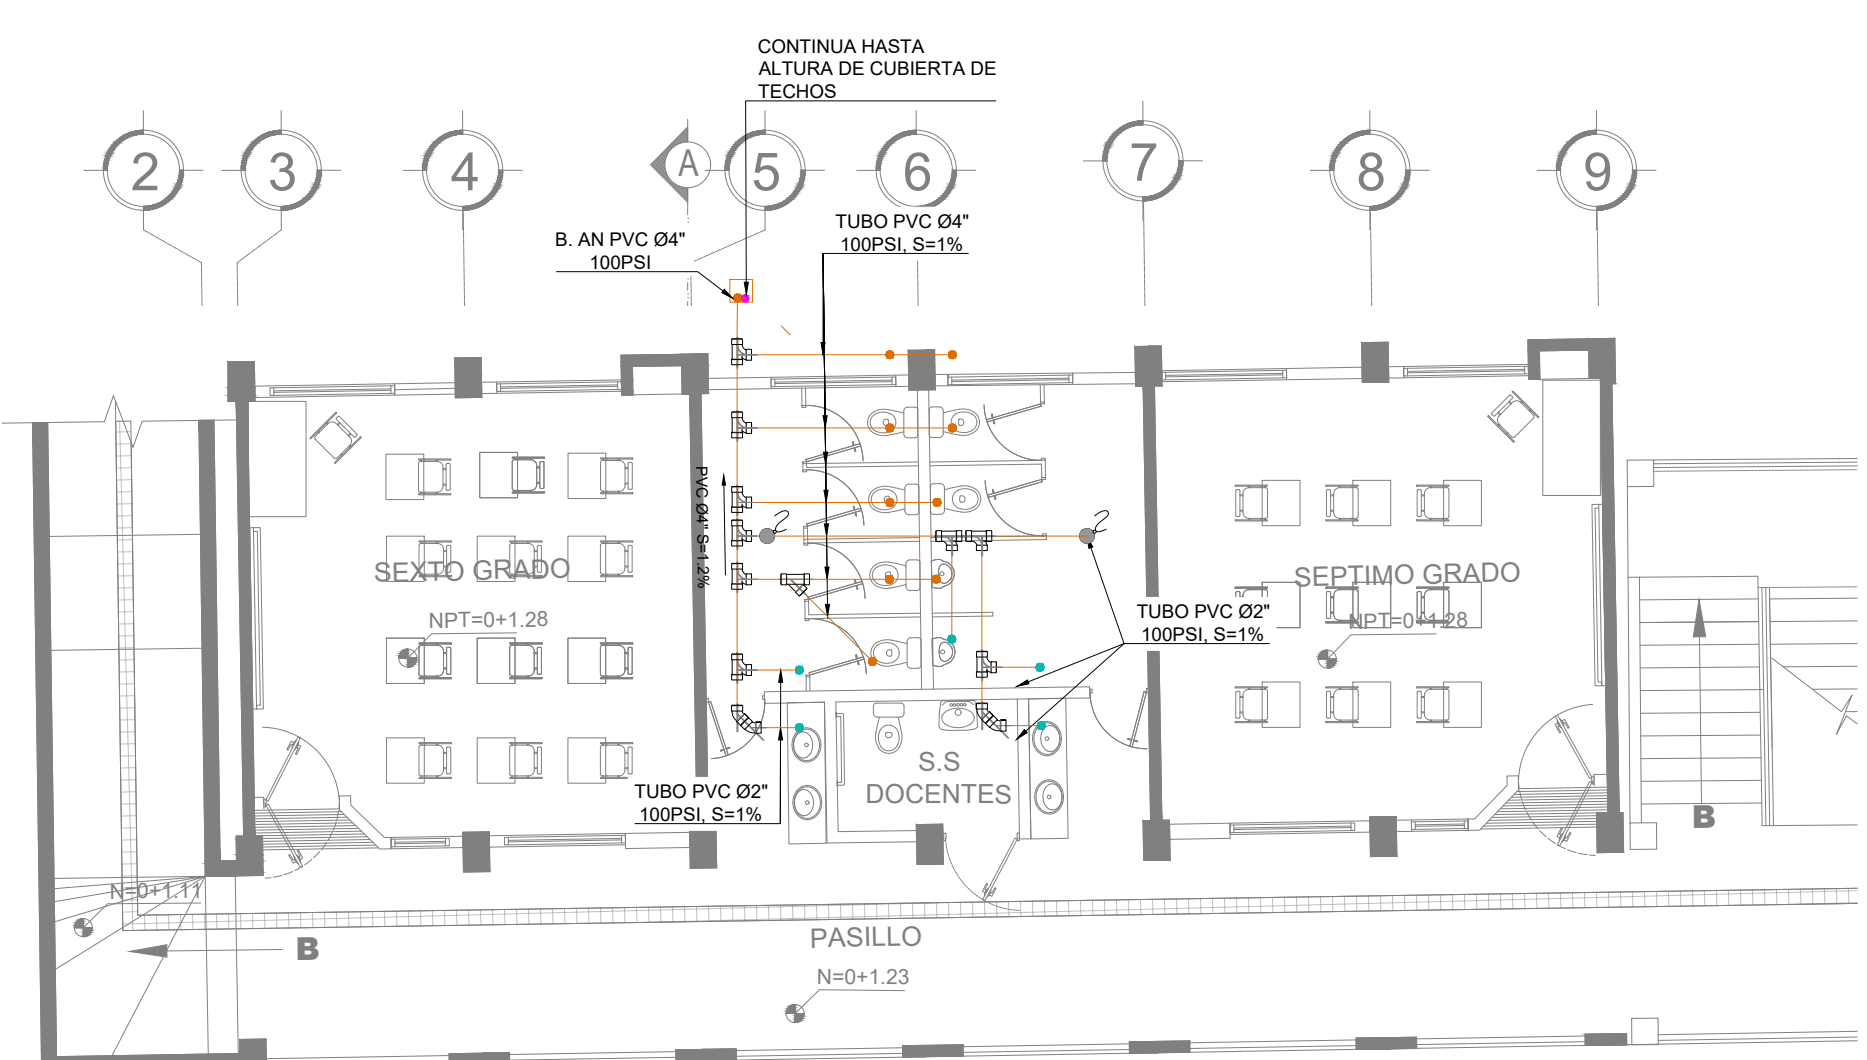 CONTINUA HASTA
ALTURA DE CUBIERTA DE
TECHOS
2
3
4
A
5
6
7
8
9
B. AN PVC Ø4"
100PSI
TUBO PVC Ø4"
100PSI, S=1%
PVC Ø4" S=1.2%
SEXTO GRADO
NPT=0+1.28
SEPTIMO GRADO
NPT=0+1.28
TUBO PVC Ø2"
100PSI, S=1%
TUBO PVC Ø2"
100PSI, S=1%
S.S
DOCENTES
B
N=0+1.11
B
PASILLO
N=0+1.23